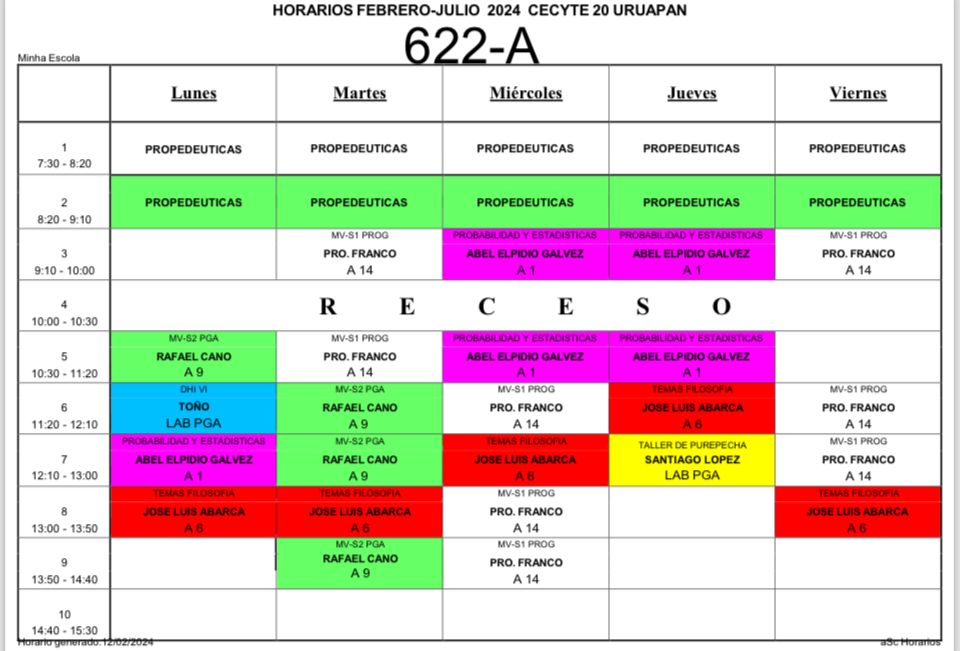 HORARIOS FEBRERO-JULIO 2024 CECYTE 20 URUAPAN
622-A
Minha Escola
Lunes Martes Miércoles Jueves Viernes
1
7:30 - 8:20
PROPEDEUTICAS PROPEDEUTICAS PROPEDEUTICAS PROPEDEUTICAS PROPEDEUTICAS
2
8:20 - 9:10
PROPEDEUTICAS PROPEDEUTICAS PROPEDEUTICAS PROPEDEUTICAS PROPEDEUTICAS
3
9:10 - 10:00
MV-S1 PROG PROBABILIDAD Y ESTADISTICAS PROBABILIDAD Y ESTADISTICAS MV-S1 PROG
PRO. FRANCO ABEL ELPIDIO GALVEZ ABEL ELPIDIO GALVEZ PRO. FRANCO
A 14 A 1 A 1 A 14
4
10:00 - 10:30
R E C E S O
5
10:30 - 11:20
MV-S2 PGA MV-S1 PROG PROBABILIDAD Y ESTADISTICAS PROBABILIDAD Y ESTADISTICAS
RAFAEL CANO PRO. FRANCO ABEL ELPIDIO GALVEZ ABEL ELPIDIO GALVEZ
A 9 A 14 A 1 A 1
6
11:20 - 12:10
DHI VI MV-S2 PGA MV-S1 PROG TEMAS FILOSOFIA MV-S1 PROG
TOÑO RAFAEL CANO PRO. FRANCO JOSE LUIS ABARCA PRO. FRANCO
LAB PGA A 9 A 14 A 6 A 14
7
12:10 - 13:00
PROBABILIDAD Y ESTADISTICAS MV-S2 PGA TEMAS FILOSOFIA TALLER DE PUREPECHA MV-S1 PROG
ABEL ELPIDIO GALVEZ RAFAEL CANO JOSE LUIS ABARCA SANTIAGO LOPEZ PRO. FRANCO
A 1 A 9 A 6 LAB PGA A 14
8
13:00 - 13:50
TEMAS FILOSOFIA TEMAS FILOSOFIA MV-S1 PROG TEMAS FILOSOFIA
JOSE LUIS ABARCA JOSE LUIS ABARCA PRO. FRANCO JOSE LUIS ABARCA
A 6 A 6 A 14 A 6
9
13:50 - 14:40
MV-S2 PGA MV-S1 PROG
RAFAEL CANO PRO. FRANCO
A 9 A 14
10
14:40 - 15:30
Horario generado:12/02/2024 aSc Horarios